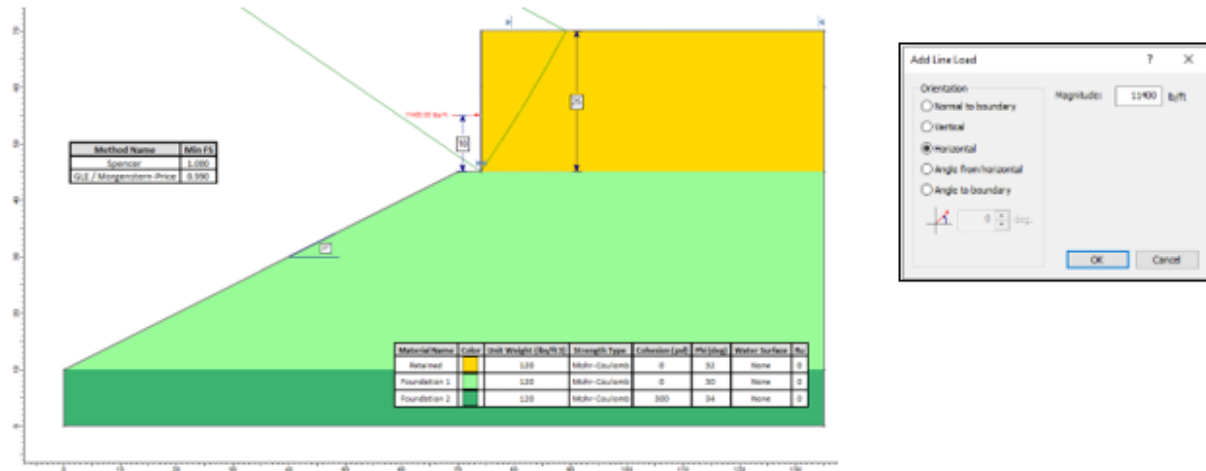 Method Name Min FS
Spencer 1.000
GLE / Morgenstern-Price 0.990
25
10
Material Name Color Unit Weight (lbs/ft3) Strength Type Cohesion (psf) Phi (deg) Water Surface Ru
Retained 120 Mohr-Coulomb 0 32 None 0
Foundation 1 120 Mohr-Coulomb 0 30 None 0
Foundation 2 120 Mohr-Coulomb 300 34 None 0
Add Line Load ? ×
Orientation
Normal to boundary
Vertical
Horizontal
Angle from horizontal
Angle to boundary
0 deg.
Magnitude: 11400 lb/ft
OK Cancel